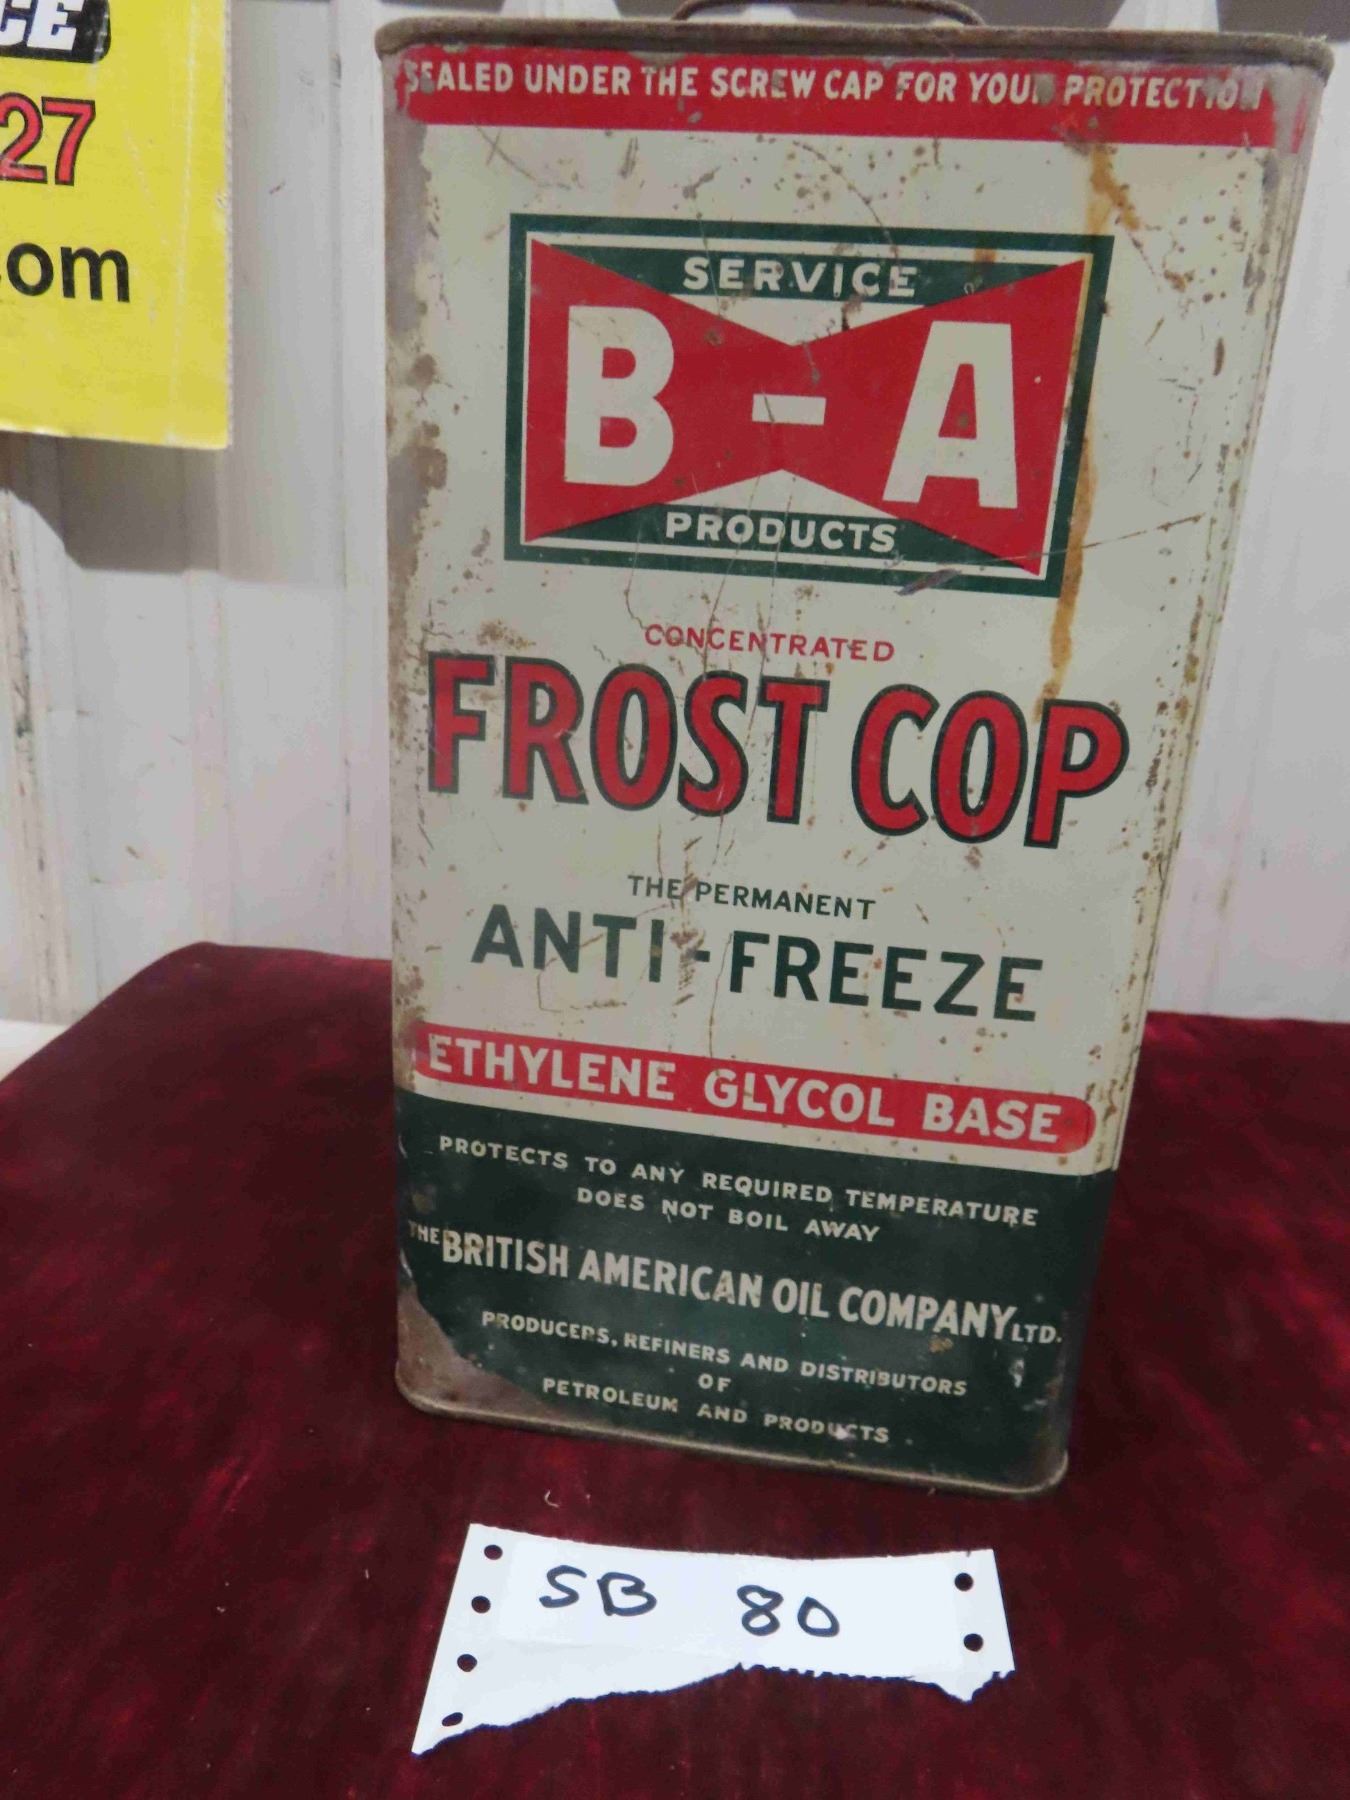 CE
27
com
SEALED UNDER THE SCREW CAP FOR YOUR PROTECTION
SERVICE
B-A
PRODUCTS
CONCENTRATED
FROST COP
THE PERMANENT
ANTI-FREEZE
ETHYLENE GLYCOL BASE
PROTECTS TO ANY REQUIRED TEMPERATURE
DOES NOT BOIL AWAY
THE BRITISH AMERICAN OIL COMPANY LTD.
PRODUCERS, REFINERS AND DISTRIBUTORS
OF
PETROLEUM AND PRODUCTS
SB 80